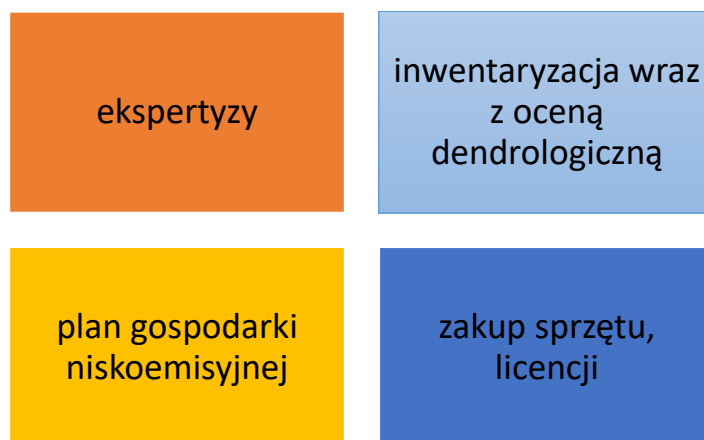 ekspertyzy
inwentaryzacja wraz
z oceną
dendrologiczną
plan gospodarki
niskoemisyjnej
zakup sprzętu,
licencji